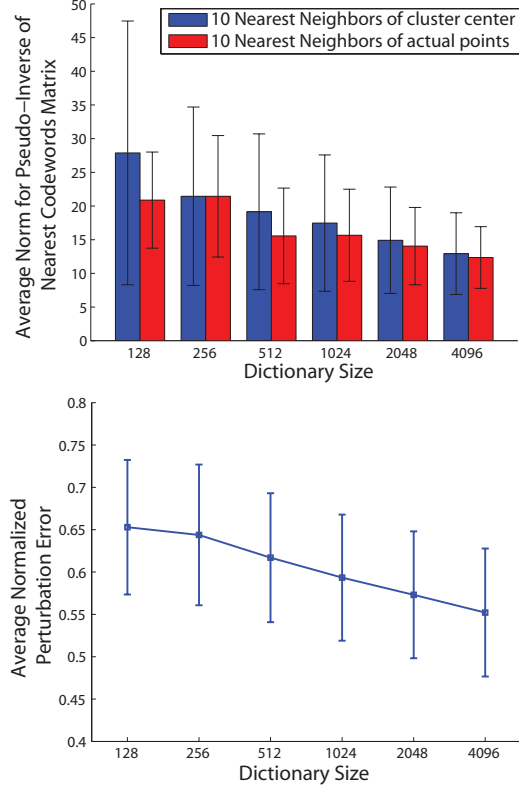 10 Nearest Neighbors of cluster center
10 Nearest Neighbors of actual points
Average Norm for Pseudo−Inverse of
Nearest Codewords Matrix
50
45
40
35
30
25
20
15
10
5
0
128 256 512 1024 2048 4096
Dictionary Size
Average Normalized
Perturbation Error
0.8
0.75
0.7
0.65
0.6
0.55
0.5
0.45
0.4
128 256 512 1024 2048 4096
Dictionary Size